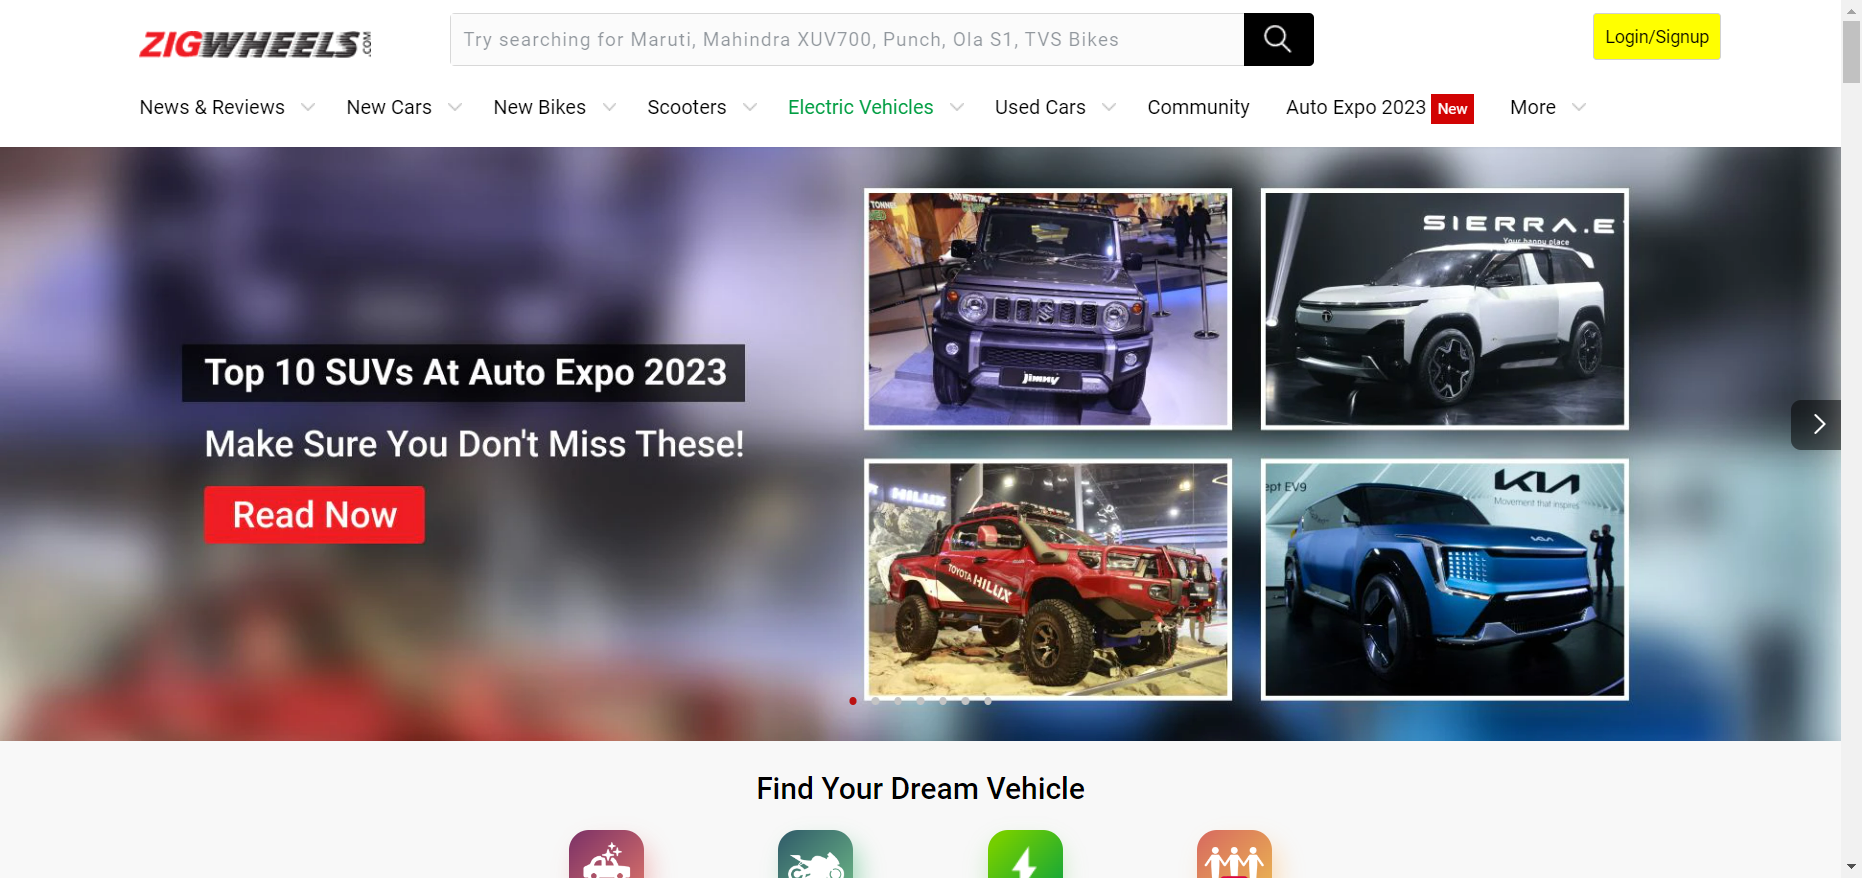 ZIGWHEELS.COM
Try searching for Maruti, Mahindra XUV700, Punch, Ola S1, TVS Bikes
Login/Signup
News & Reviews
New Cars
New Bikes
Scooters
Electric Vehicles
Used Cars
Community
Auto Expo 2023 New
More
Top 10 SUVs At Auto Expo 2023
Make Sure You Don't Miss These!
Read Now
Jimny
SIERRA.E
Your happy place
HILUX
TOYOTA HILUX
ept EV9
KIA
Movement that inspires
KIA
Find Your Dream Vehicle